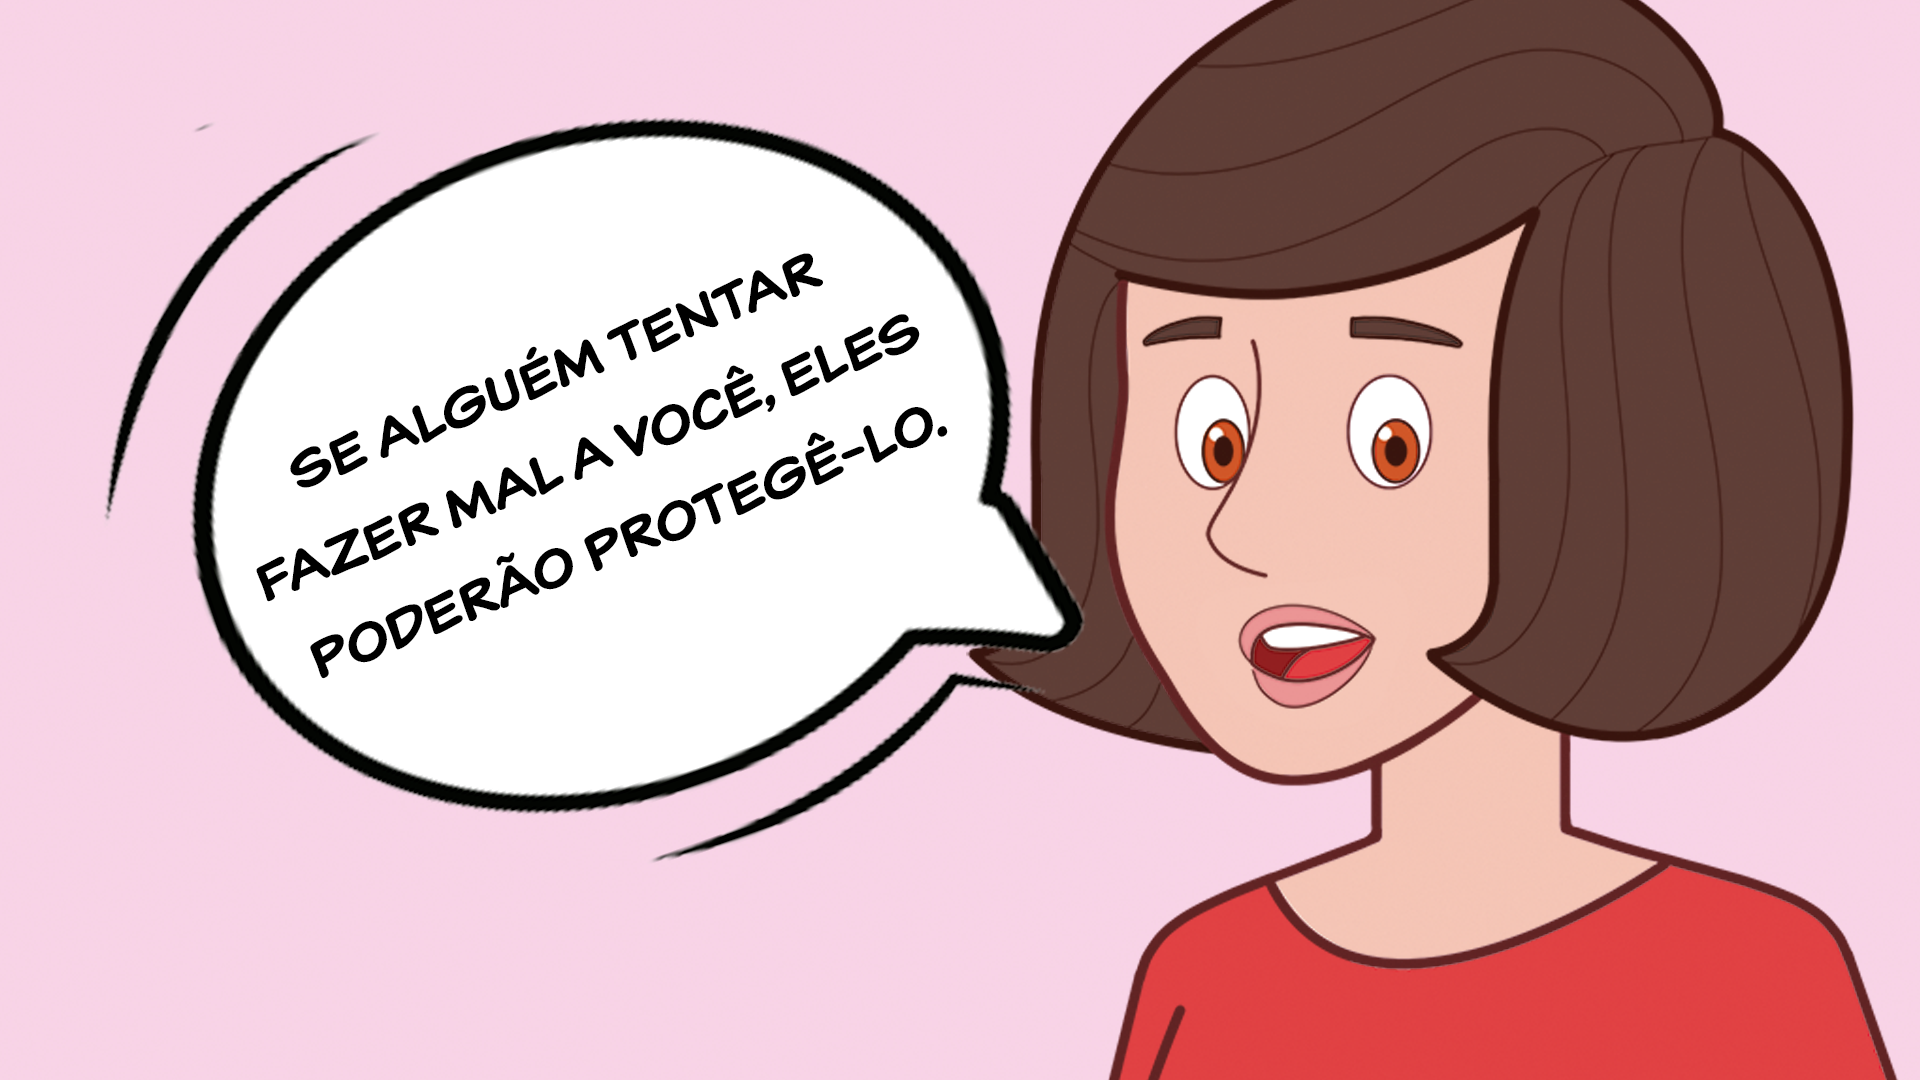 SE ALGUÉM TENTAR
FAZER MAL A VOCÊ, ELES
PODERÃO PROTEGÊ-LO.